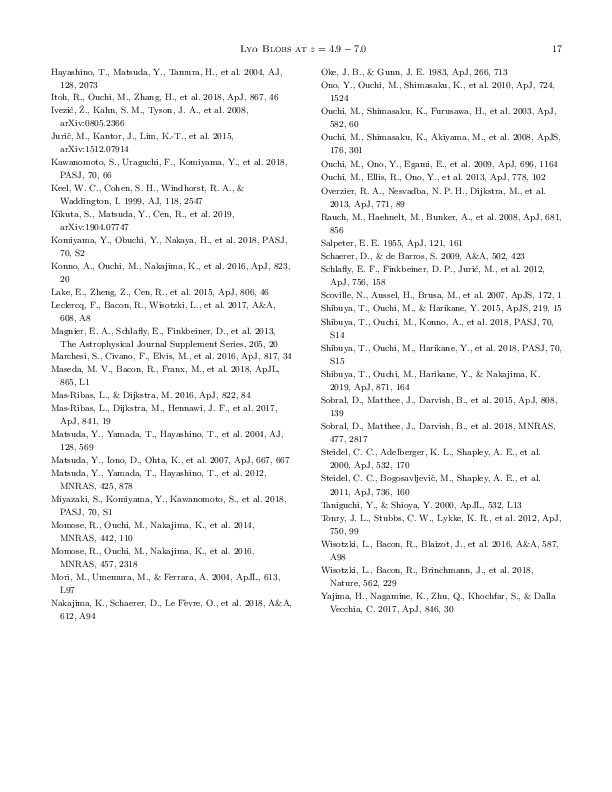 Lyα Blobs at z = 4.9 − 7.0
17
Hayashino, T., Matsuda, Y., Tamura, H., et al. 2004, AJ,
128, 2073
Itoh, R., Ouchi, M., Zhang, H., et al. 2018, ApJ, 867, 46
Ivezić, Ž., Kahn, S. M., Tyson, J. A., et al. 2008,
arXiv:0805.2366
Jurić, M., Kantor, J., Lim, K.-T., et al. 2015,
arXiv:1512.07914
Kawanomoto, S., Uraguchi, F., Komiyama, Y., et al. 2018,
PASJ, 70, 66
Keel, W. C., Cohen, S. H., Windhorst, R. A., &
Waddington, I. 1999, AJ, 118, 2547
Kikuta, S., Matsuda, Y., Cen, R., et al. 2019,
arXiv:1904.07747
Komiyama, Y., Obuchi, Y., Nakaya, H., et al. 2018, PASJ,
70, S2
Konno, A., Ouchi, M., Nakajima, K., et al. 2016, ApJ, 823,
20
Lake, E., Zheng, Z., Cen, R., et al. 2015, ApJ, 806, 46
Leclercq, F., Bacon, R., Wisotzki, L., et al. 2017, A&A,
608, A8
Magnier, E. A., Schlafly, E., Finkbeiner, D., et al. 2013,
The Astrophysical Journal Supplement Series, 205, 20
Marchesi, S., Civano, F., Elvis, M., et al. 2016, ApJ, 817, 34
Maseda, M. V., Bacon, R., Franx, M., et al. 2018, ApJL,
865, L1
Mas-Ribas, L., & Dijkstra, M. 2016, ApJ, 822, 84
Mas-Ribas, L., Dijkstra, M., Hennawi, J. F., et al. 2017,
ApJ, 841, 19
Matsuda, Y., Yamada, T., Hayashino, T., et al. 2004, AJ,
128, 569
Matsuda, Y., Iono, D., Ohta, K., et al. 2007, ApJ, 667, 667
Matsuda, Y., Yamada, T., Hayashino, T., et al. 2012,
MNRAS, 425, 878
Miyazaki, S., Komiyama, Y., Kawanomoto, S., et al. 2018,
PASJ, 70, S1
Momose, R., Ouchi, M., Nakajima, K., et al. 2014,
MNRAS, 442, 110
Momose, R., Ouchi, M., Nakajima, K., et al. 2016,
MNRAS, 457, 2318
Mori, M., Umemura, M., & Ferrara, A. 2004, ApJL, 613,
L97
Nakajima, K., Schaerer, D., Le Fèvre, O., et al. 2018, A&A,
612, A94
Oke, J. B., & Gunn, J. E. 1983, ApJ, 266, 713
Ono, Y., Ouchi, M., Shimasaku, K., et al. 2010, ApJ, 724,
1524
Ouchi, M., Shimasaku, K., Furusawa, H., et al. 2003, ApJ,
582, 60
Ouchi, M., Shimasaku, K., Akiyama, M., et al. 2008, ApJS,
176, 301
Ouchi, M., Ono, Y., Egami, E., et al. 2009, ApJ, 696, 1164
Ouchi, M., Ellis, R., Ono, Y., et al. 2013, ApJ, 778, 102
Overzier, R. A., Nesvadba, N. P. H., Dijkstra, M., et al.
2013, ApJ, 771, 89
Rauch, M., Haehnelt, M., Bunker, A., et al. 2008, ApJ, 681,
856
Salpeter, E. E. 1955, ApJ, 121, 161
Schaerer, D., & de Barros, S. 2009, A&A, 502, 423
Schlafly, E. F., Finkbeiner, D. P., Jurić, M., et al. 2012,
ApJ, 756, 158
Scoville, N., Aussel, H., Brusa, M., et al. 2007, ApJS, 172, 1
Shibuya, T., Ouchi, M., & Harikane, Y. 2015, ApJS, 219, 15
Shibuya, T., Ouchi, M., Konno, A., et al. 2018, PASJ, 70,
S14
Shibuya, T., Ouchi, M., Harikane, Y., et al. 2018, PASJ, 70,
S15
Shibuya, T., Ouchi, M., Harikane, Y., & Nakajima, K.
2019, ApJ, 871, 164
Sobral, D., Matthee, J., Darvish, B., et al. 2015, ApJ, 808,
139
Sobral, D., Matthee, J., Darvish, B., et al. 2018, MNRAS,
477, 2817
Steidel, C. C., Adelberger, K. L., Shapley, A. E., et al.
2000, ApJ, 532, 170
Steidel, C. C., Bogosavljević, M., Shapley, A. E., et al.
2011, ApJ, 736, 160
Taniguchi, Y., & Shioya, Y. 2000, ApJL, 532, L13
Tonry, J. L., Stubbs, C. W., Lykke, K. R., et al. 2012, ApJ,
750, 99
Wisotzki, L., Bacon, R., Blaizot, J., et al. 2016, A&A, 587,
A98
Wisotzki, L., Bacon, R., Brinchmann, J., et al. 2018,
Nature, 562, 229
Yajima, H., Nagamine, K., Zhu, Q., Khochfar, S., & Dalla
Vecchia, C. 2017, ApJ, 846, 30